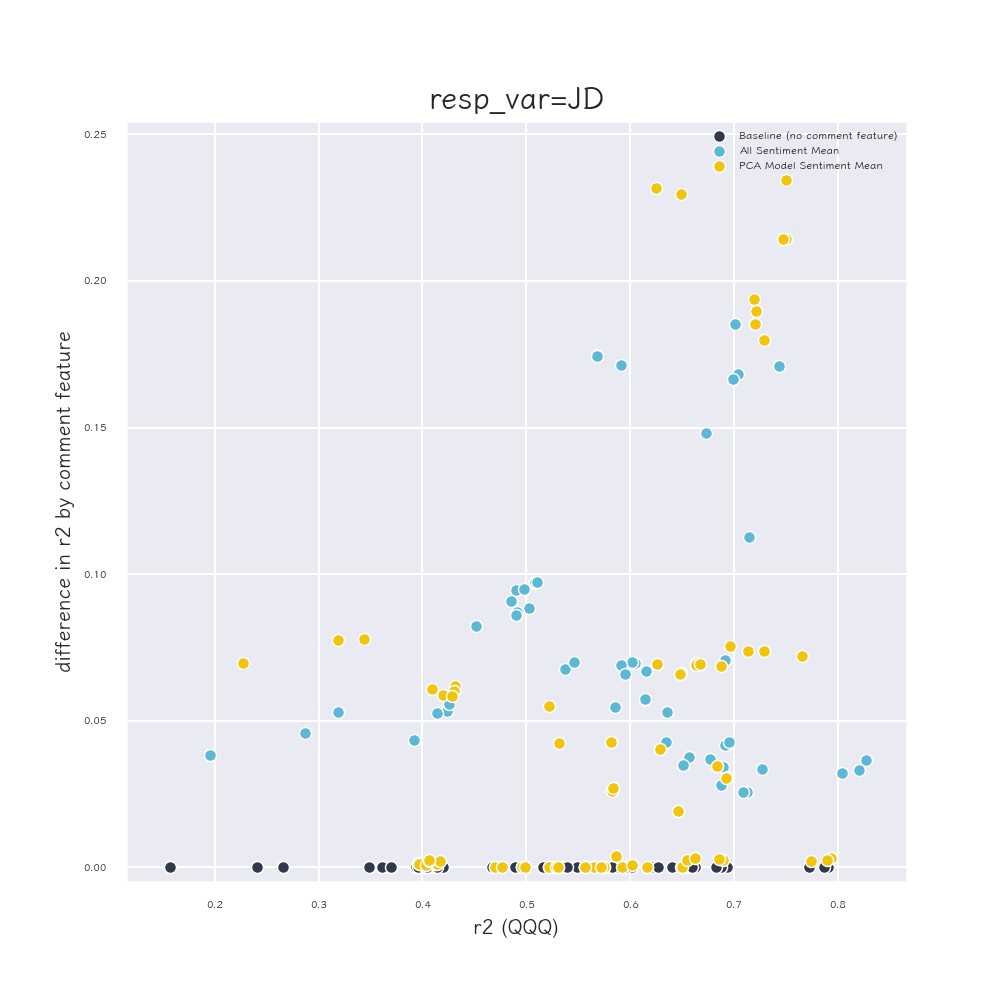 resp_var=JD
Baseline (no comment feature)
All Sentiment Mean
PCA Model Sentiment Mean
0.25
0.20
0.15
0.10
0.05
0.00
difference in r2 by comment feature
0.2 0.3 0.4 0.5 0.6 0.7 0.8
r2 (QQQ)